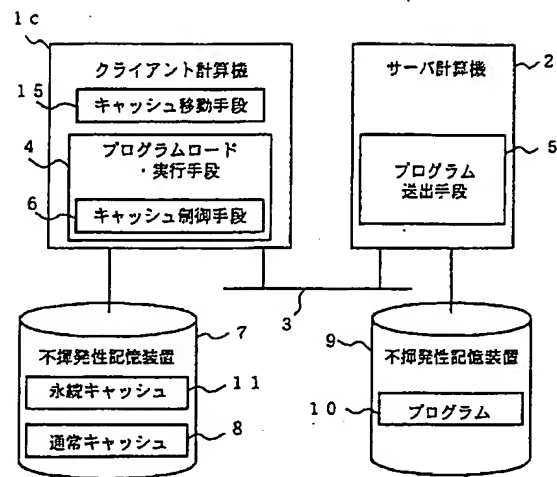 1c
クライアント計算機
15
キャッシュ移動手段
4
プログラムロード
・実行手段
6
キャッシュ制御手段
サーバ計算機
2
プログラム
送出手段
5
3
不揮発性記憶装置
7
永続キャッシュ
11
通常キャッシュ
8
不揮発性記憶装置
9
10
プログラム